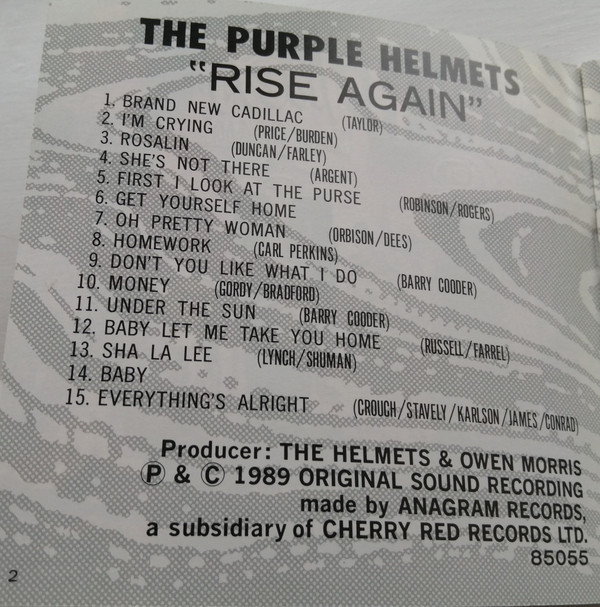 THE PURPLE HELMETS
"RISE AGAIN"
1. BRAND NEW CADILLAC (TAYLOR)
2. I'M CRYING (PRICE/BURDEN)
3. ROSALIN (DUNCAN/FARLEY)
4. SHE'S NOT THERE (ARGENT)
5. FIRST I LOOK AT THE PURSE (ROBINSON/ROGERS)
6. GET YOURSELF HOME
7. OH PRETTY WOMAN (ORBISON/DEES)
8. HOMEWORK (CARL PERKINS)
9. DON'T YOU LIKE WHAT I DO (BARRY COODER)
10. MONEY (GORDY/BRADFORD)
11. UNDER THE SUN (BARRY COODER)
12. BABY LET ME TAKE YOU HOME (RUSSELL/FARREL)
13. SHA LA LEE (LYNCH/SHUMAN)
14. BABY
15. EVERYTHING'S ALRIGHT (CROUCH/STAVELY/KARLSON/JAMES/CONRAD)
Producer: THE HELMETS & OWEN MORRIS
Ⓟ & © 1989 ORIGINAL SOUND RECORDING
made by ANAGRAM RECORDS,
a subsidiary of CHERRY RED RECORDS LTD.
85055
2